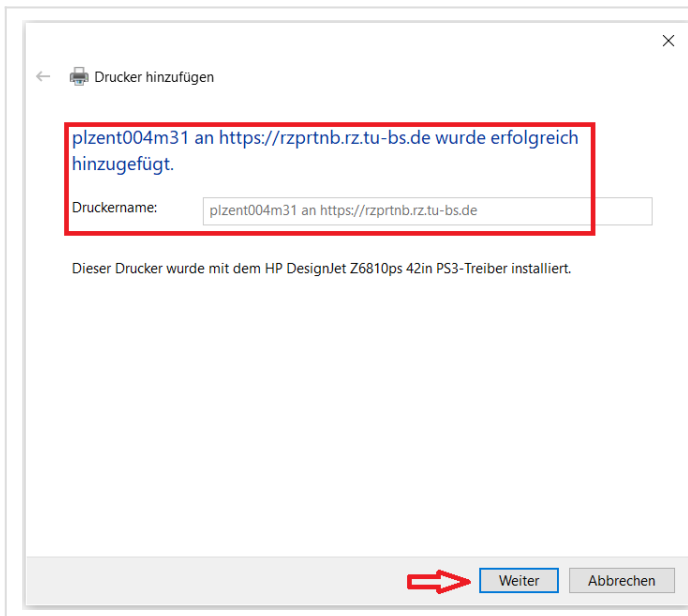 Drucker hinzufügen
plzent004m31 an https://rzprtnb.rz.tu-bs.de wurde erfolgreich
hinzugefügt.
Druckername: plzent004m31 an https://rzprtnb.rz.tu-bs.de
Dieser Drucker wurde mit dem HP DesignJet Z6810ps 42in PS3-Treiber installiert.
Weiter Abbrechen